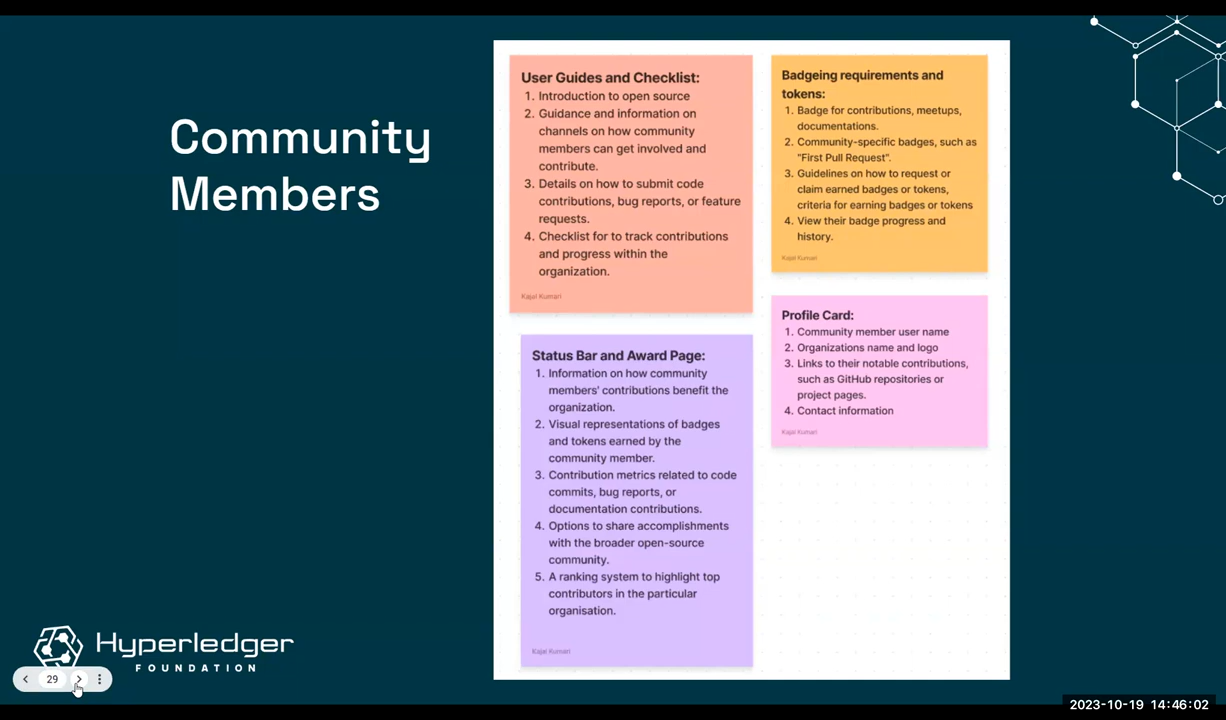 Community
Members
User Guides and Checklist:
1. Introduction to open source
2. Guidance and information on
channels on how community
members can get involved and
contribute.
3. Details on how to submit code
contributions, bug reports, or feature
requests.
4. Checklist for to track contributions
and progress within the
organization.
Kajal Kumari
Status Bar and Award Page:
1. Information on how community
members' contributions benefit the
organization.
2. Visual representations of badges
and tokens earned by the
community member.
3. Contribution metrics related to code
commits, bug reports, or
documentation contributions.
4. Options to share accomplishments
with the broader open-source
community.
5. A ranking system to highlight top
contributors in the particular
organisation.
Kajal Kumari
Badgeing requirements and
tokens:
1. Badge for contributions, meetups,
documentations.
2. Community-specific badges, such as
"First Pull Request".
3. Guidelines on how to request or
claim earned badges or tokens,
criteria for earning badges or tokens
4. View their badge progress and
history.
Kajal Kumari
Profile Card:
1. Community member user name
2. Organizations name and logo
3. Links to their notable contributions,
such as GitHub repositories or
project pages.
4. Contact information
Kajal Kumari
Hyperledger
FOUNDATION
29
2023-10-19 14:46:02